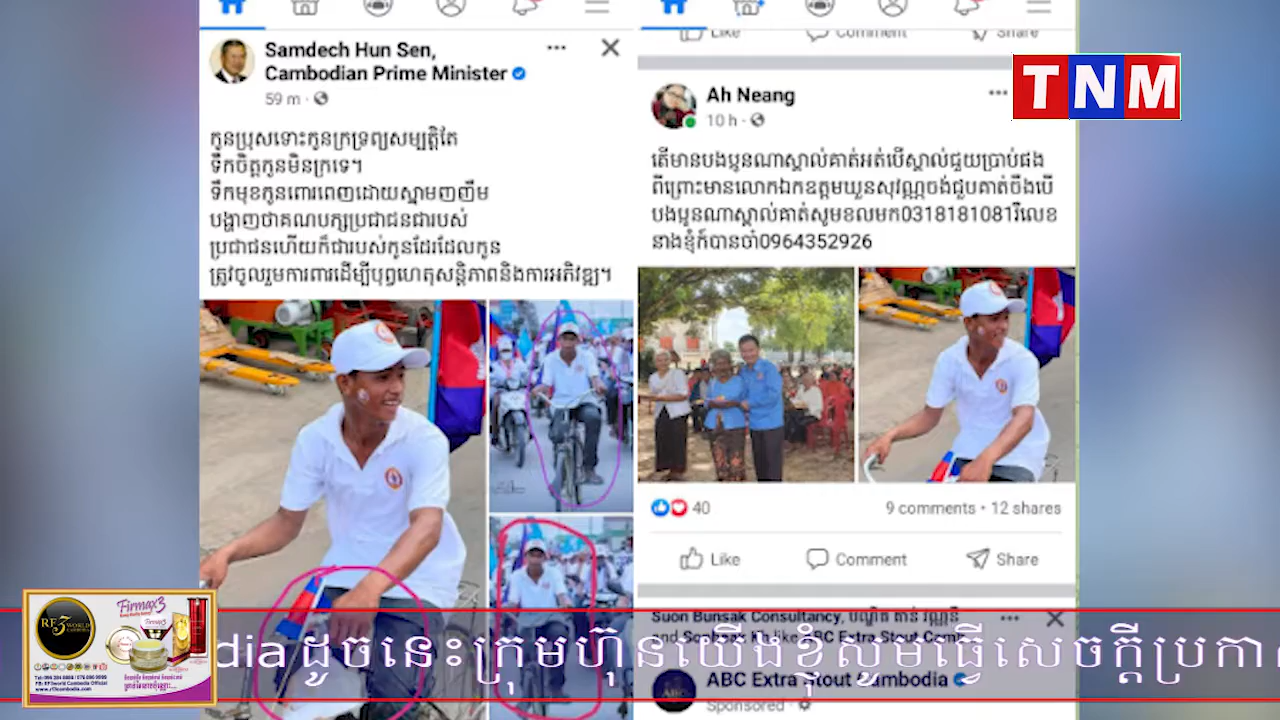 Samdech Hun Sen,
Cambodian Prime Minister
59 m ·
កូនប្រុសទោះកូនក្រទ្រព្យសម្បត្តិតែ
ទឹកចិត្តកូនមិនក្រទេ។
ទឹកមុខកូនពោរពេញដោយស្នាមញញឹម
បង្ហាញថាគណបក្សប្រជាជនជារបស់
ប្រជាជនហើយក៏ជារបស់កូនដែរដែលកូន
ត្រូវចូលរួមការពារដើម្បីបុព្វហេតុសន្តិភាពនិងការអភិវឌ្ឍ។
Like
Comment
Share
Ah Neang
10 h ·
តើមានបងប្អូនណាស្គាល់គាត់អត់បើស្គាល់ជួយប្រាប់ផង
ពីព្រោះមានលោកឯកឧត្តមឃួនសុវណ្ណចង់ជួបគាត់ចឹងបើ
បងប្អូនណាស្គាល់គាត់សូមខលមក0318181081រឺលេខ
នាងខ្ញុំក៍បានចាំ0964352926
TNM
40
9 comments • 12 shares
Like
Comment
Share
Suon Bunsak Consultancy,
ABC Extra Stout Cambodia
Sponsored ·
dia ដូចនេះក្រុមហ៊ុនយើងខ្ញុំសូមធ្វើសេចក្តីប្រកា
RF3 WORLD
Firmax3